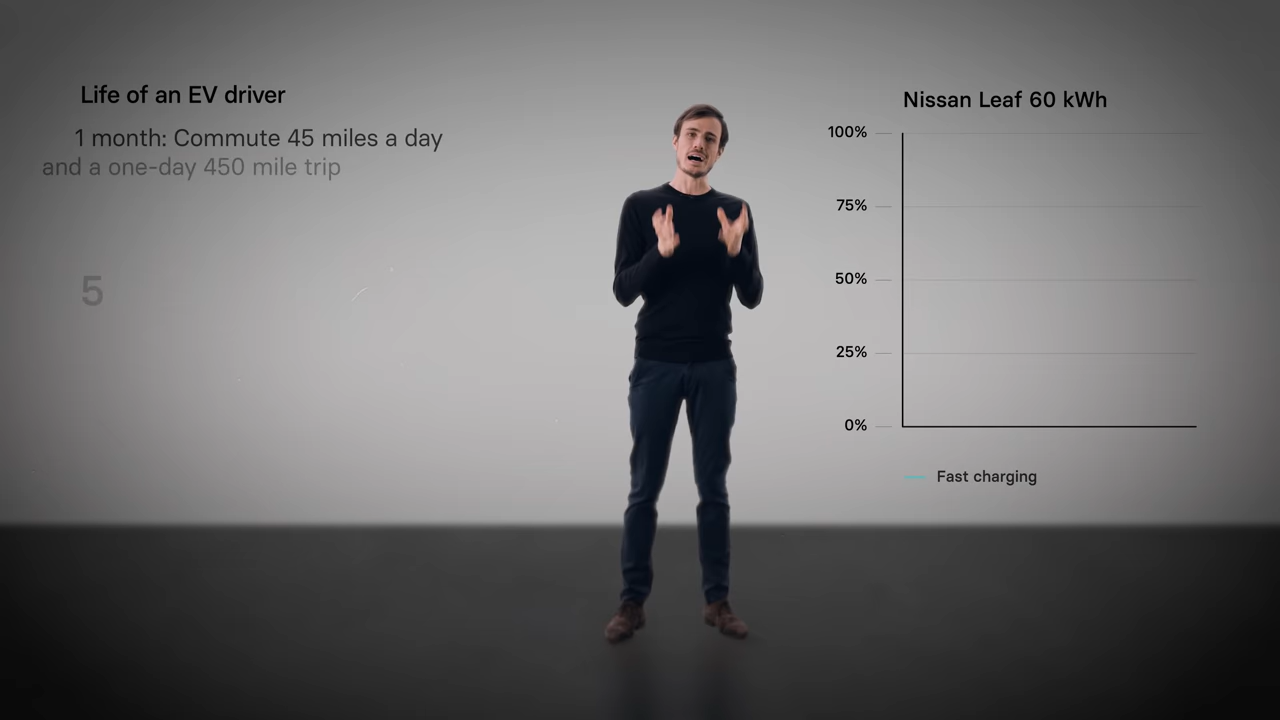 Life of an EV driver
1 month: Commute 45 miles a day
and a one-day 450 mile trip
5
Nissan Leaf 60 kWh
100%
75%
50%
25%
0%
Fast charging